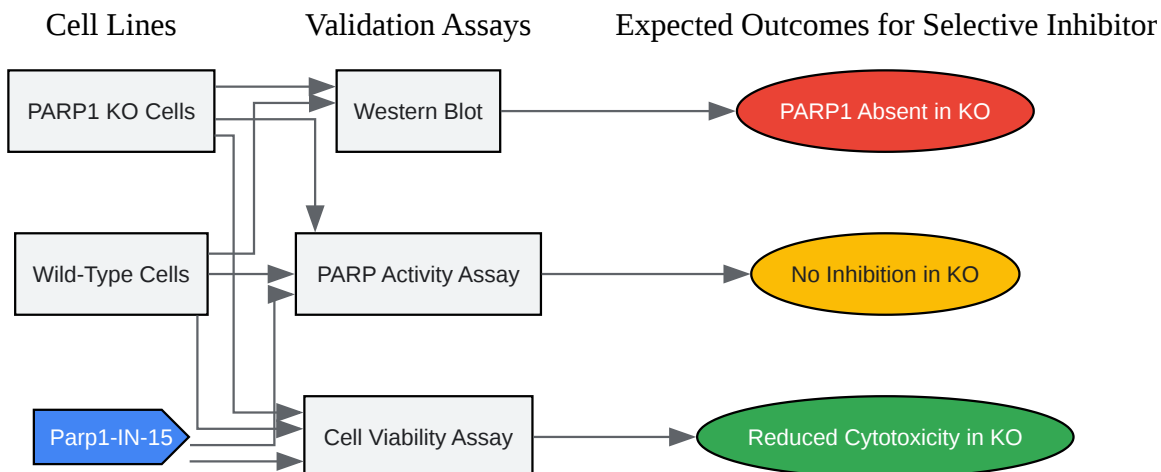 Cell Lines
Validation Assays
Expected Outcomes for Selective Inhibitor
PARP1 KO Cells
Western Blot
PARP1 Absent in KO
Wild-Type Cells
PARP Activity Assay
No Inhibition in KO
Parp1-IN-15
Cell Viability Assay
Reduced Cytotoxicity in KO